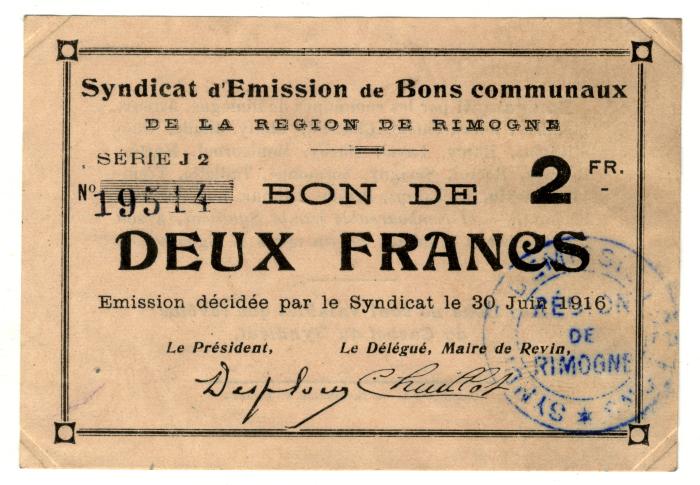 Syndicat d'Emission de Bons communaux
DE LA REGION DE RIMOGNE
SÉRIE J 2
Nº 19514
BON DE 2 FR.
DEUX FRANCS
Emission décidée par le Syndicat le 30 Juin 1916
Le Président, Le Délégué, Maire de Revin,
RÉGION
DE
RIMOGNE